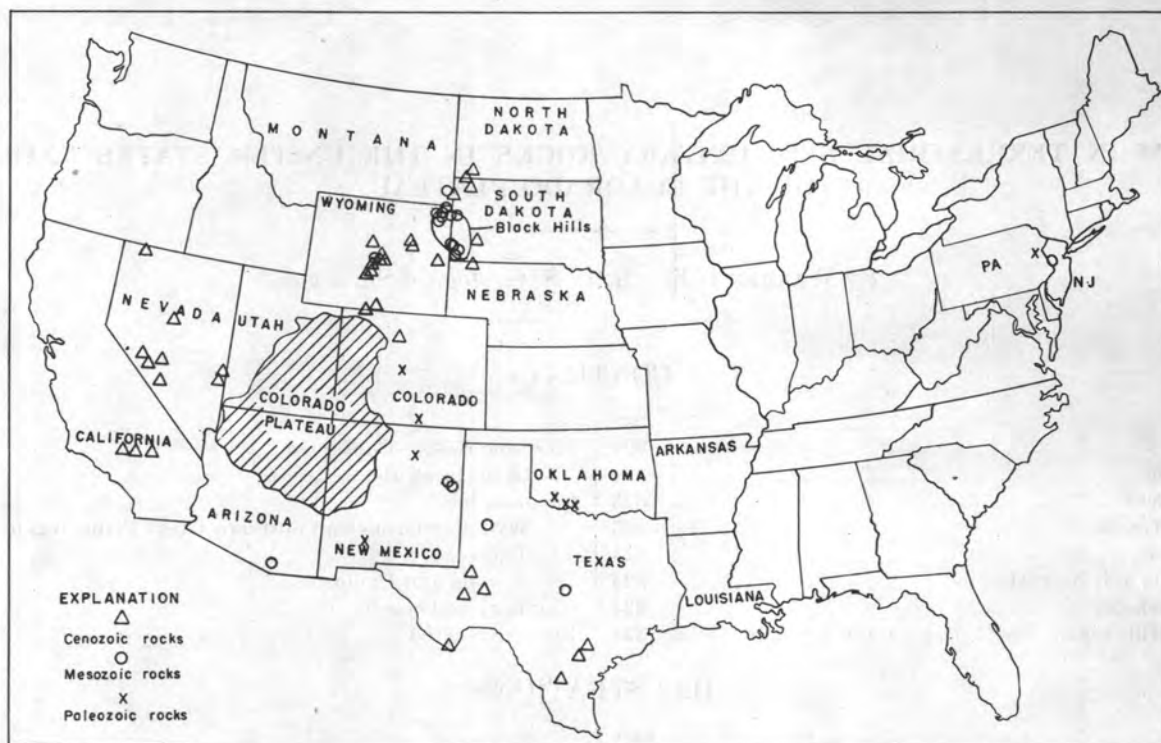 NORTH
DAKOTA
MONTANA
SOUTH
DAKOTA
WYOMING
Black Hills
PA
NJ
NEBRASKA
NEVADA
UTAH
COLORADO
PLATEAU
COLORADO
CALIFORNIA
ARKANSAS
OKLAHOMA
ARIZONA
NEW MEXICO
TEXAS
LOUISIANA
EXPLANATION
Cenozoic rocks
Mesozoic rocks
x
Paleozoic rocks